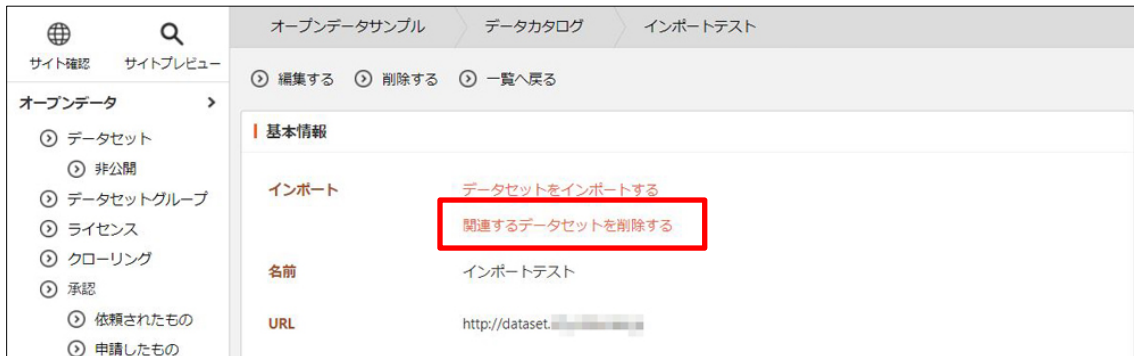 サイト確認
サイトプレビュー
オープンデータ
データセット
非公開
データセットグループ
ライセンス
クローリング
承認
依頼されたもの
申請したもの
オープンデータサンプル データカタログ インポートテスト
編集する 削除する 一覧へ戻る
基本情報
インポート データセットをインポートする
関連するデータセットを削除する
名前 インポートテスト
URL http://dataset.